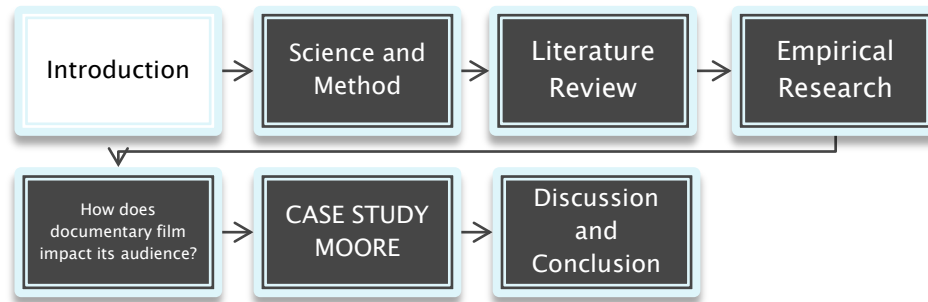 Introduction
Science and
Method
Literature
Review
Empirical
Research
How does
documentary film
impact its audience?
CASE STUDY
MOORE
Discussion
and
Conclusion